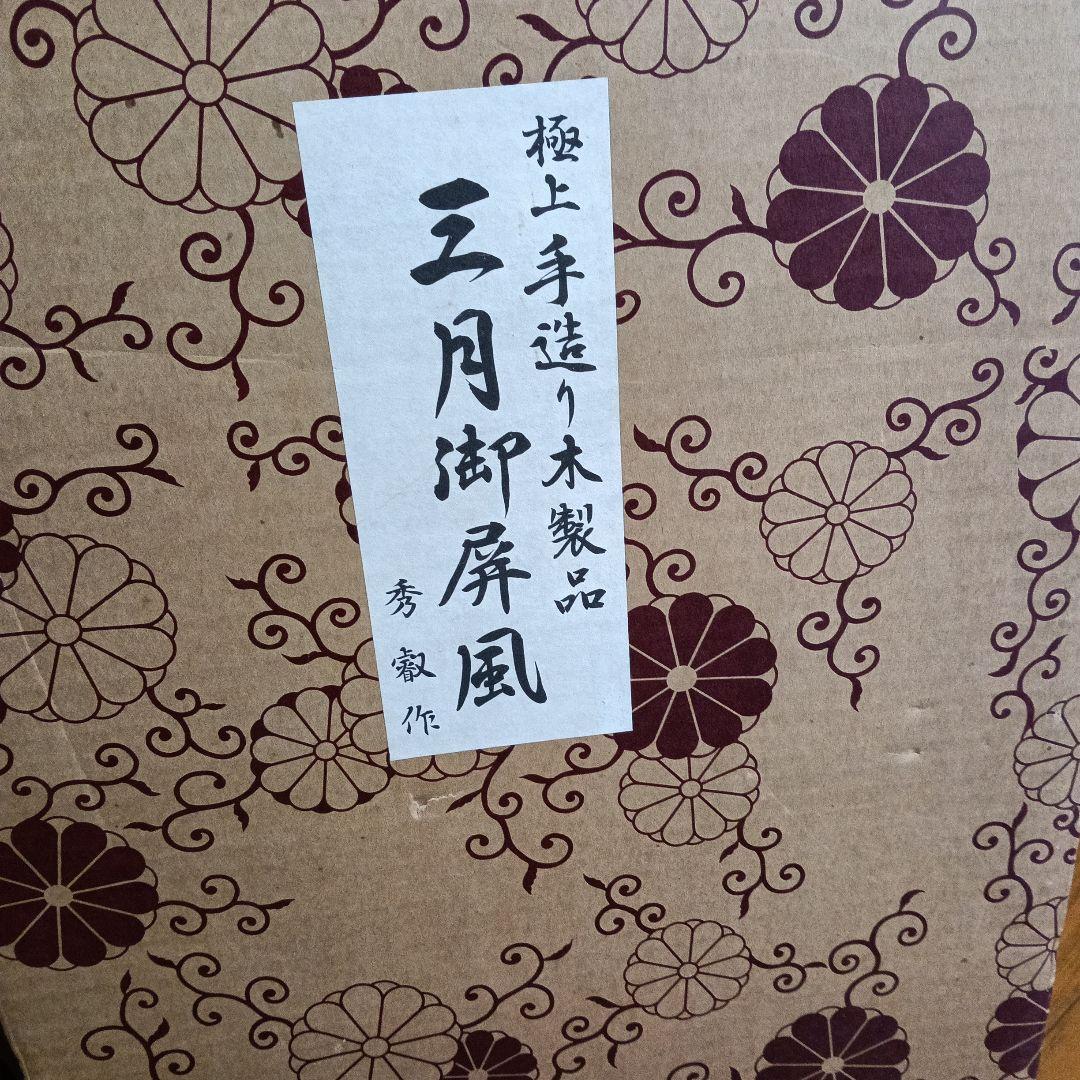 極上手造り木製品
三月御屏風
秀叡作